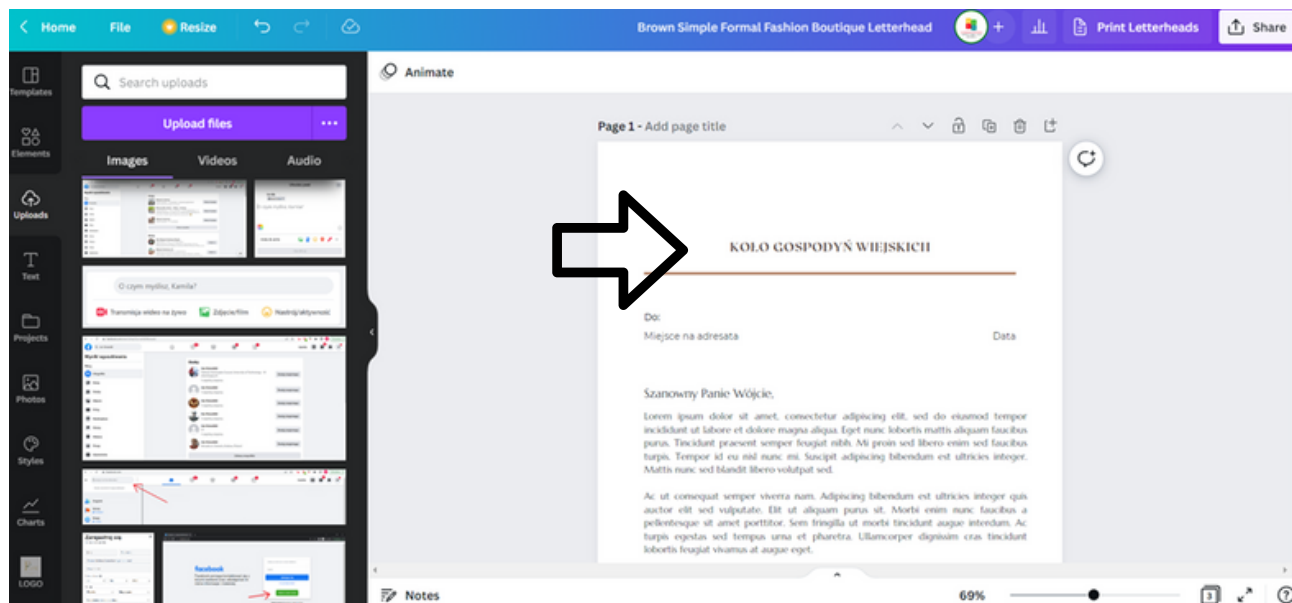 Home File Resize Brown Simple Formal Fashion Boutique Letterhead + Print Letterheads Share
Templates
Elements
Uploads
Text
Projects
Photos
Styles
Charts
LOGO
Search uploads
Upload files
Images Videos Audio
O czym myślisz, Kamila?
Transmisja wideo na żywo Zdjęcie/film Nastrój/aktywność
facebook
Animate
Page 1 - Add page title
KOŁO GOSPODYŃ WIEJSKICH
Do:
Miejsce na adresata Data
Szanowny Panie Wójcie,
Lorem ipsum dolor sit amet, consectetur adipiscing elit, sed do eiusmod tempor
incididunt ut labore et dolore magna aliqua. Eget nunc lobortis mattis aliquam faucibus
purus. Tincidunt praesent semper feugiat nibh. Mi proin sed libero enim sed faucibus
turpis. Tempor id eu nisl nunc mi. Suscipit adipiscing bibendum est ultricies integer.
Mattis nunc sed blandit libero volutpat sed.
Ac ut consequat semper viverra nam. Adipiscing bibendum est ultricies integer quis
auctor elit sed vulputate. Elit ut aliquam purus sit. Morbi enim nunc faucibus a
pellentesque sit amet porttitor. Sem fringilla ut morbi tincidunt augue interdum. Ac
turpis egestas sed tempus urna et pharetra. Ullamcorper dignissim cras tincidunt
lobortis feugiat vivamus at augue eget.
Notes 69% 3